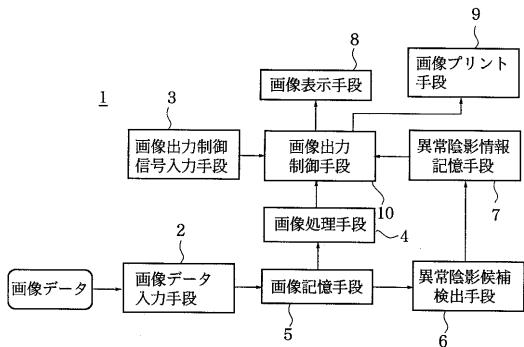 9
画像プリント
手段
8
画像表示手段
1
3
画像出力制御
信号入力手段
画像出力
制御手段
10
異常陰影情報
記憶手段
7
画像処理手段
4
2
画像データ
画像データ
入力手段
画像記憶手段
5
異常陰影候補
検出手段
6